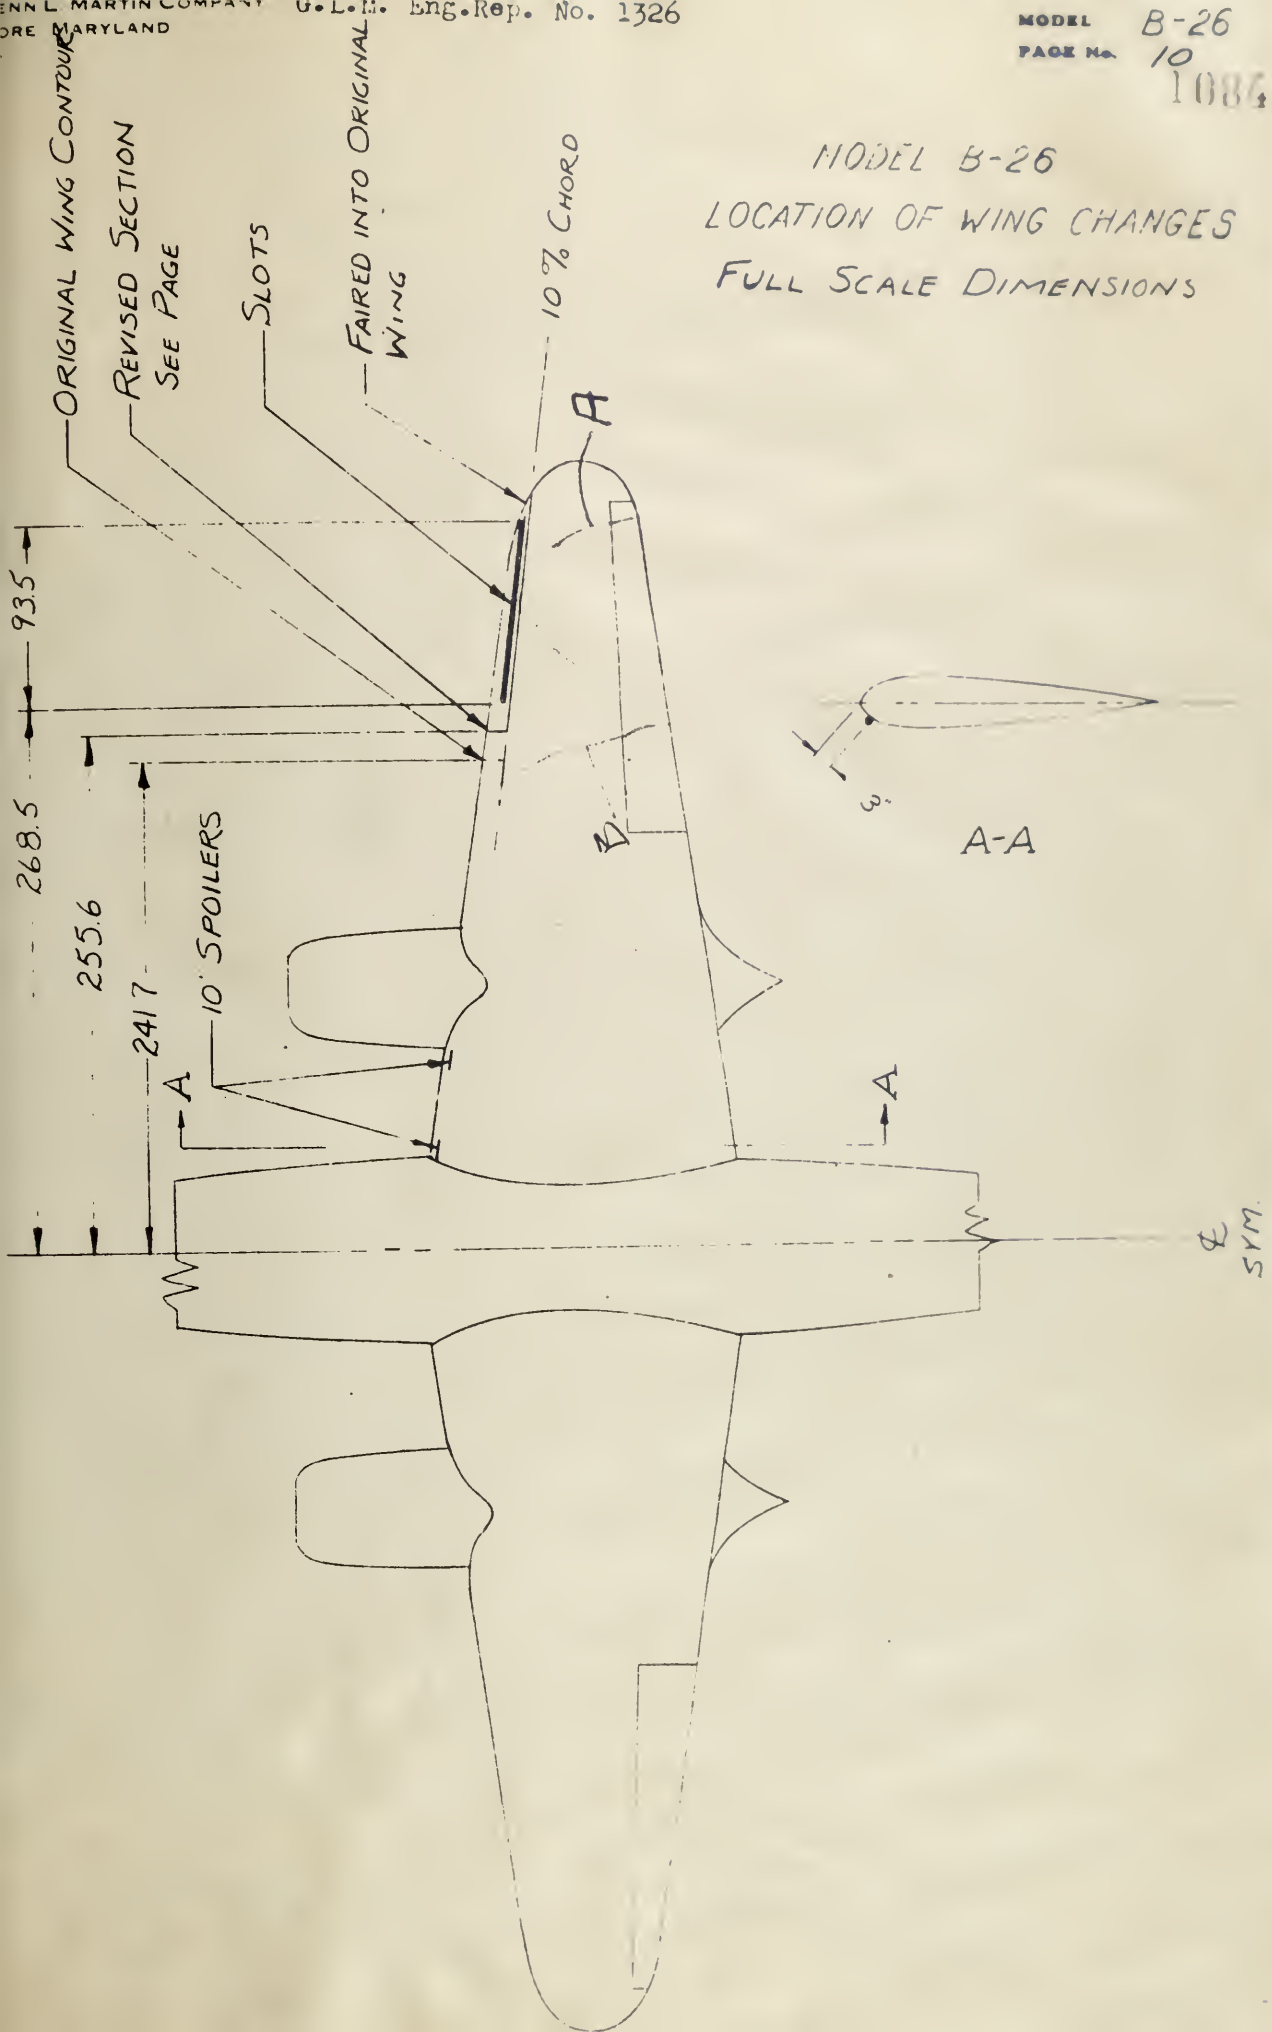 ENN L. MARTIN COMPANY G.L.M. Eng.Rep. No. 1326
ORE MARYLAND
MODEL B-26
PAGE No. 10
1084
MODEL B-26
LOCATION OF WING CHANGES
FULL SCALE DIMENSIONS
ORIGINAL WING CONTOUR
REVISED SECTION
SEE PAGE
SLOTS
FAIRED INTO ORIGINAL
WING
10% CHORD
A
93.5
268.5
255.6
241.7
10" SPOILERS
B
3"
A-A
A
A
℄
SYM.